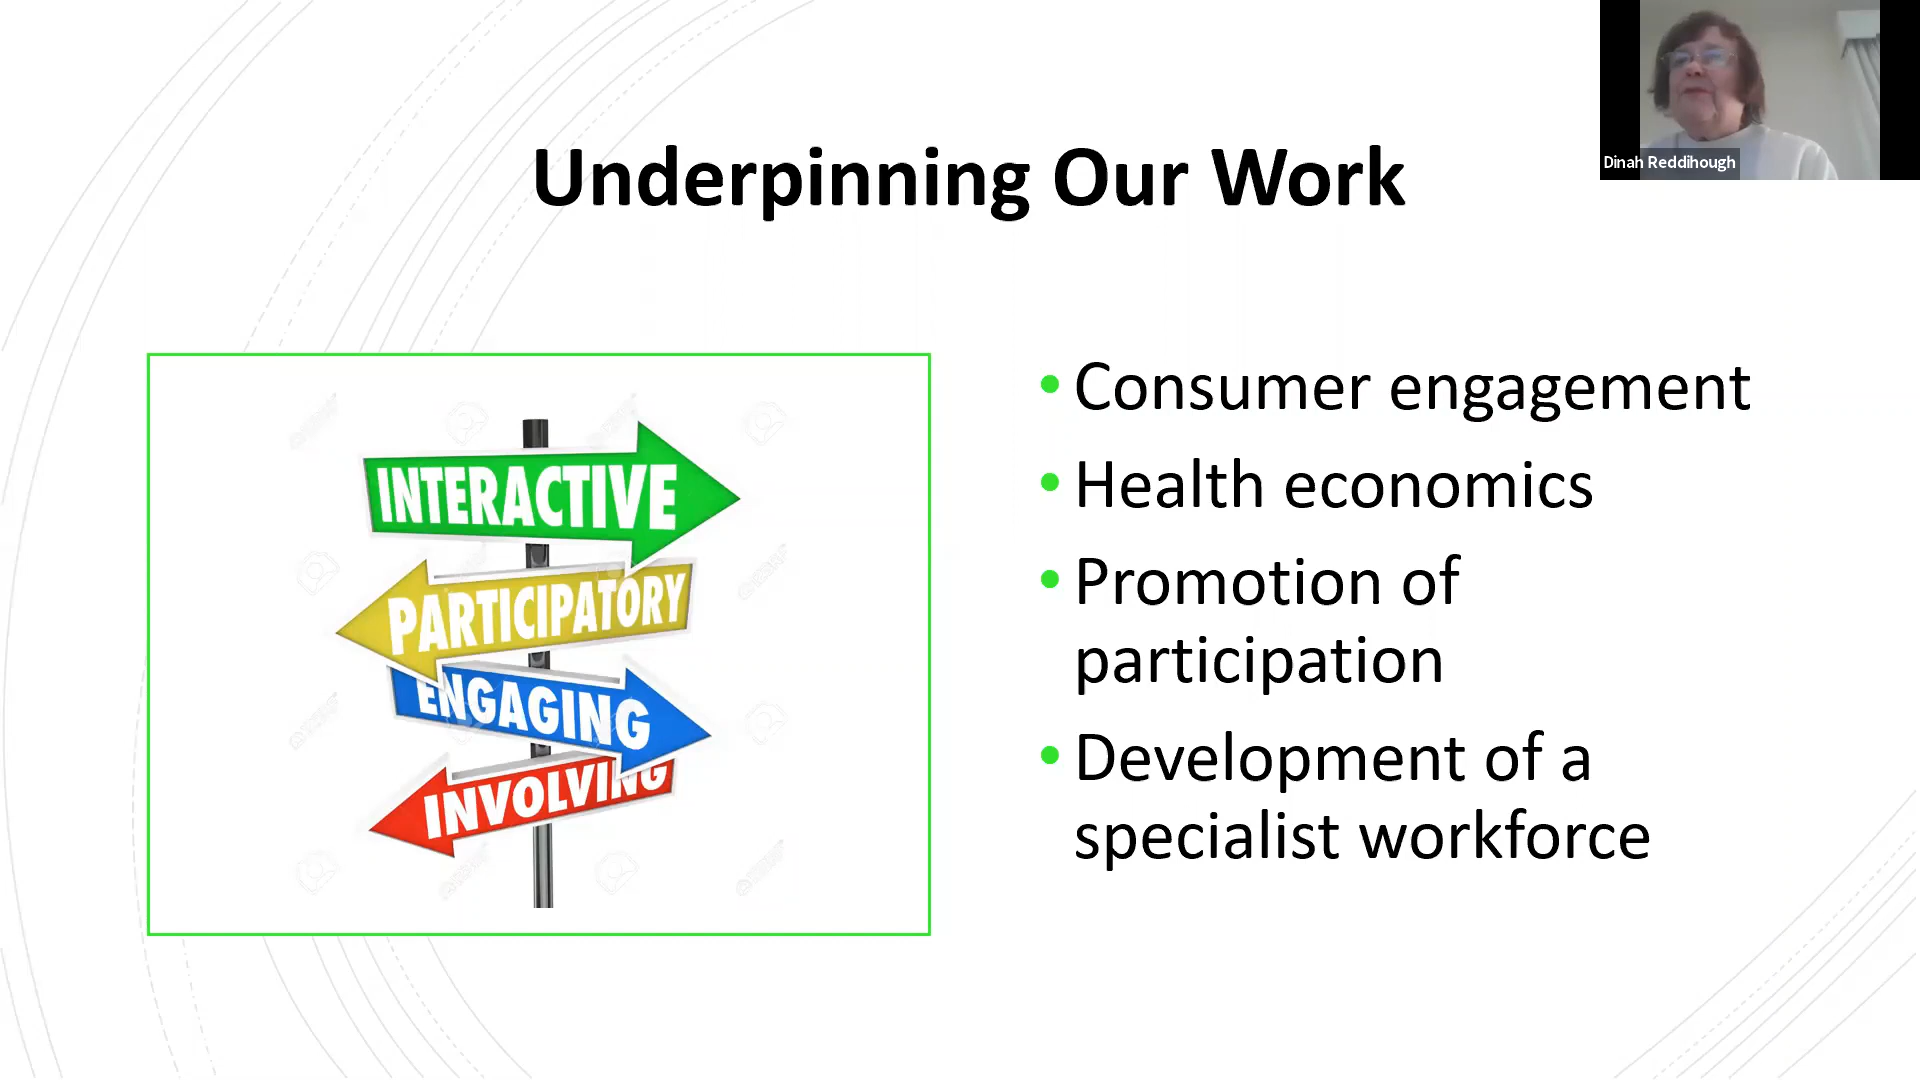 Dinah Reddihough
Underpinning Our Work
INTERACTIVE
PARTICIPATORY
ENGAGING
INVOLVING
• Consumer engagement
• Health economics
• Promotion of
participation
• Development of a
specialist workforce